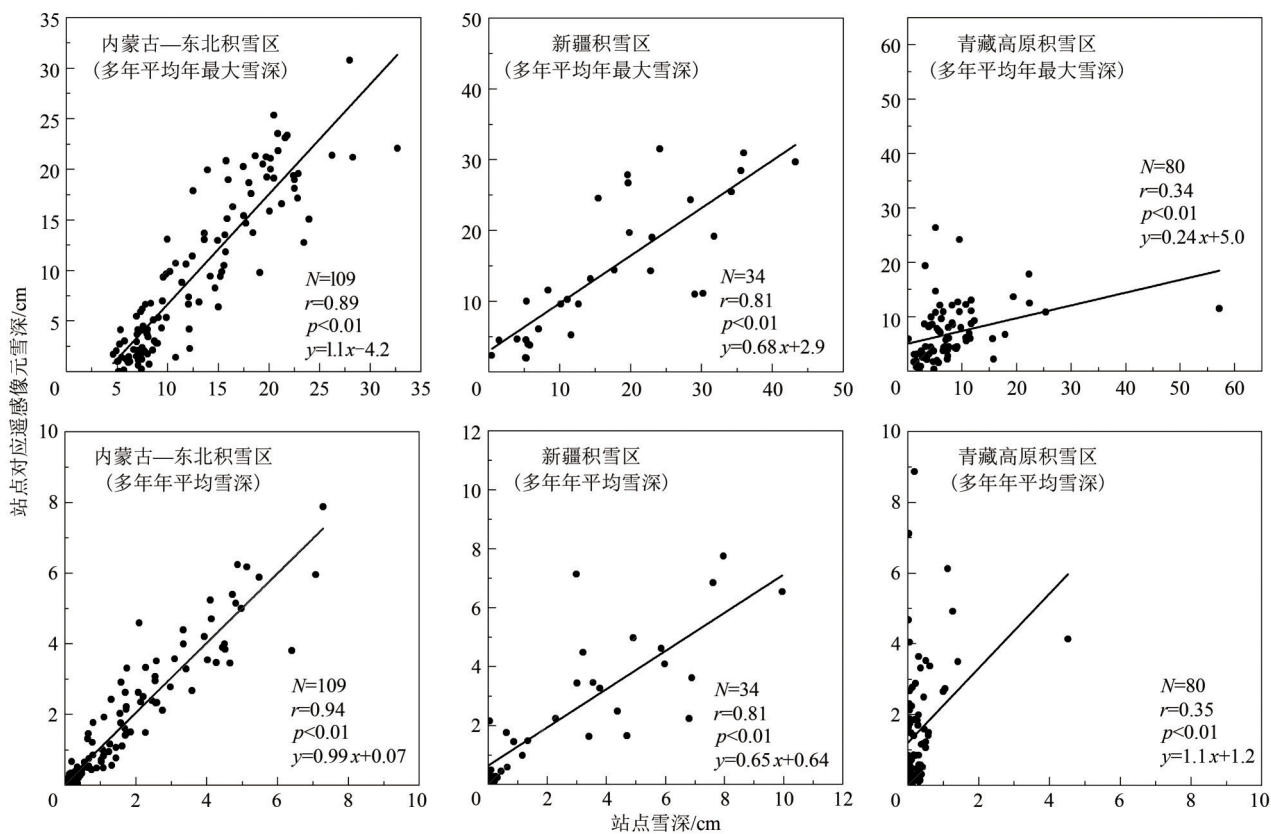 站点对应遥感像元雪深/cm
内蒙古—东北积雪区
(多年平均年最大雪深)
N=109
r=0.89
p<0.01
y=1.1x−4.2
35
30
25
20
15
10
5
0
0 5 10 15 20 25 30 35
新疆积雪区
(多年平均年最大雪深)
N=34
r=0.81
p<0.01
y=0.68x+2.9
50
40
30
20
10
0
0 10 20 30 40 50
青藏高原积雪区
(多年平均年最大雪深)
N=80
r=0.34
p<0.01
y=0.24x+5.0
60
50
40
30
20
10
0
0 10 20 30 40 50 60
内蒙古—东北积雪区
(多年年平均雪深)
N=109
r=0.94
p<0.01
y=0.99x+0.07
10
8
6
4
2
0
0 2 4 6 8 10
新疆积雪区
(多年年平均雪深)
N=34
r=0.81
p<0.01
y=0.65x+0.64
12
10
8
6
4
2
0
0 2 4 6 8 10 12
青藏高原积雪区
(多年年平均雪深)
N=80
r=0.35
p<0.01
y=1.1x+1.2
10
8
6
4
2
0
0 2 4 6 8 10
站点雪深/cm